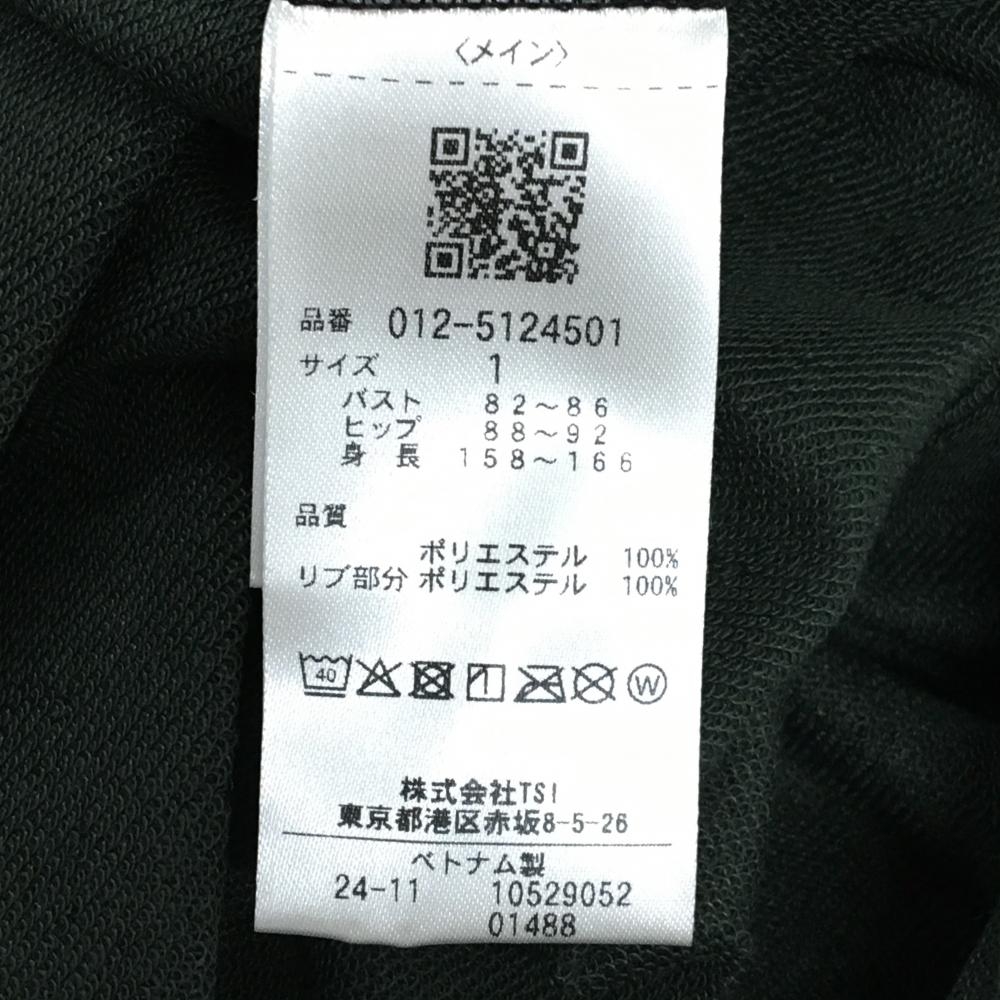 〈メイン〉
品番 012-5124501
サイズ 1
バスト 82~86
ヒップ 88~92
身 長 158~166
品質
ポリエステル 100%
リブ部分 ポリエステル 100%
40
W
株式会社TSI
東京都港区赤坂8-5-26
ベトナム製
24-11 10529052
01488